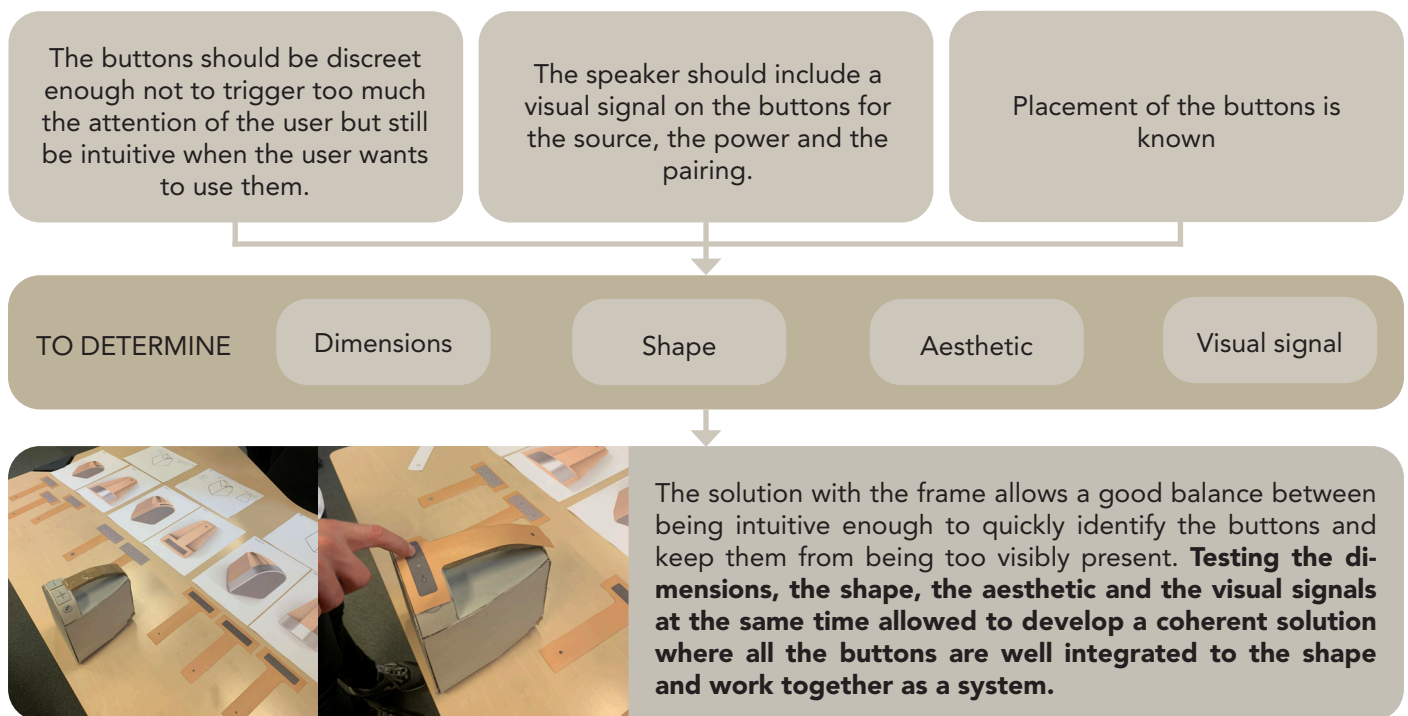 The buttons should be discreet
enough not to trigger too much
the attention of the user but still
be intuitive when the user wants
to use them.
The speaker should include a
visual signal on the buttons for
the source, the power and the
pairing.
Placement of the buttons is
known
TO DETERMINE
Dimensions
Shape
Aesthetic
Visual signal
The solution with the frame allows a good balance between
being intuitive enough to quickly identify the buttons and
keep them from being too visibly present. Testing the di-
mensions, the shape, the aesthetic and the visual signals
at the same time allowed to develop a coherent solution
where all the buttons are well integrated to the shape
and work together as a system.